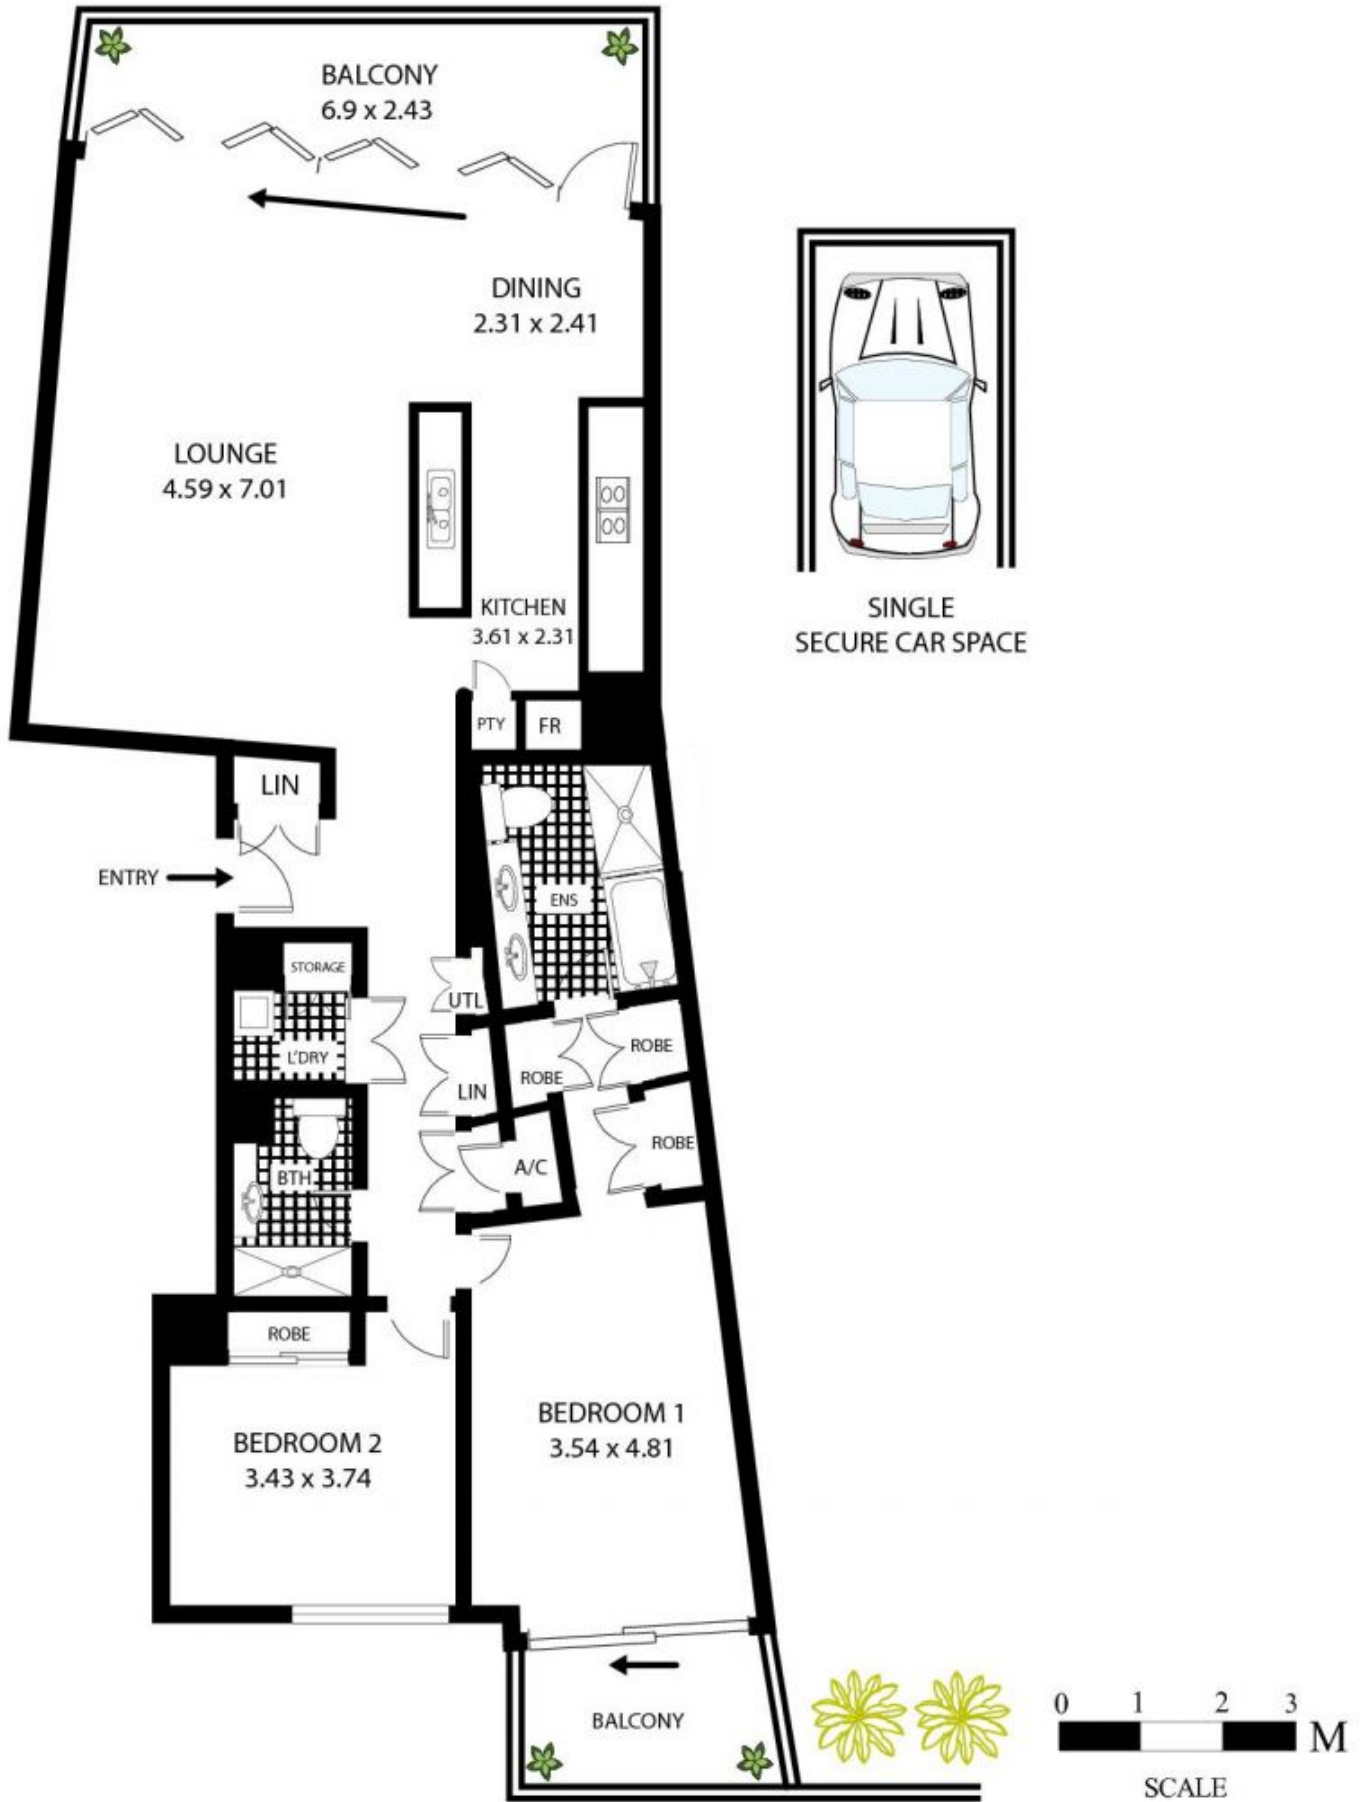 BALCONY
6.9 x 2.43
DINING
2.31 x 2.41
LOUNGE
4.59 x 7.01
KITCHEN
3.61 x 2.31
SINGLE
SECURE CAR SPACE
PTY
FR
LIN
ENTRY
ENS
STORAGE
UTL
L'DRY
ROBE
ROBE
LIN
ROBE
A/C
BTH
ROBE
BEDROOM 1
3.54 x 4.81
BEDROOM 2
3.43 x 3.74
BALCONY
0 1 2 3
M
SCALE